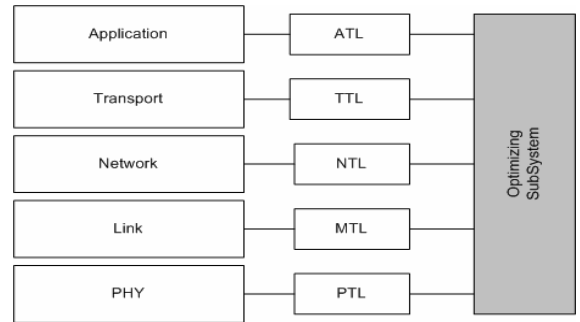 Application
ATL
Transport
TTL
Network
NTL
Link
MTL
PHY
PTL
Optimizing
SubSystem